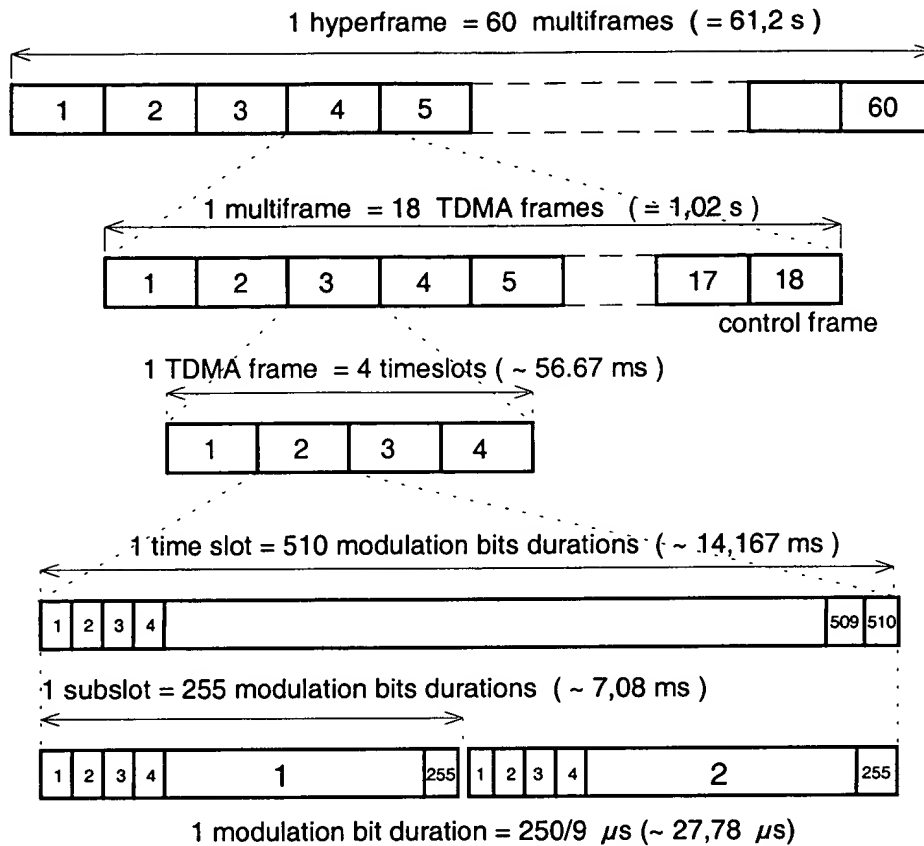 1 hyperframe = 60 multiframes ( = 61,2 s )
1 2 3 4 5 60
1 multiframe = 18 TDMA frames ( = 1,02 s )
1 2 3 4 5 17 18
control frame
1 TDMA frame = 4 timeslots ( ~ 56.67 ms )
1 2 3 4
1 time slot = 510 modulation bits durations ( ~ 14,167 ms )
1 2 3 4 509 510
1 subslot = 255 modulation bits durations ( ~ 7,08 ms )
1 2 3 4 1 255 1 2 3 4 2 255
1 modulation bit duration = 250/9 µs (~ 27,78 µs)